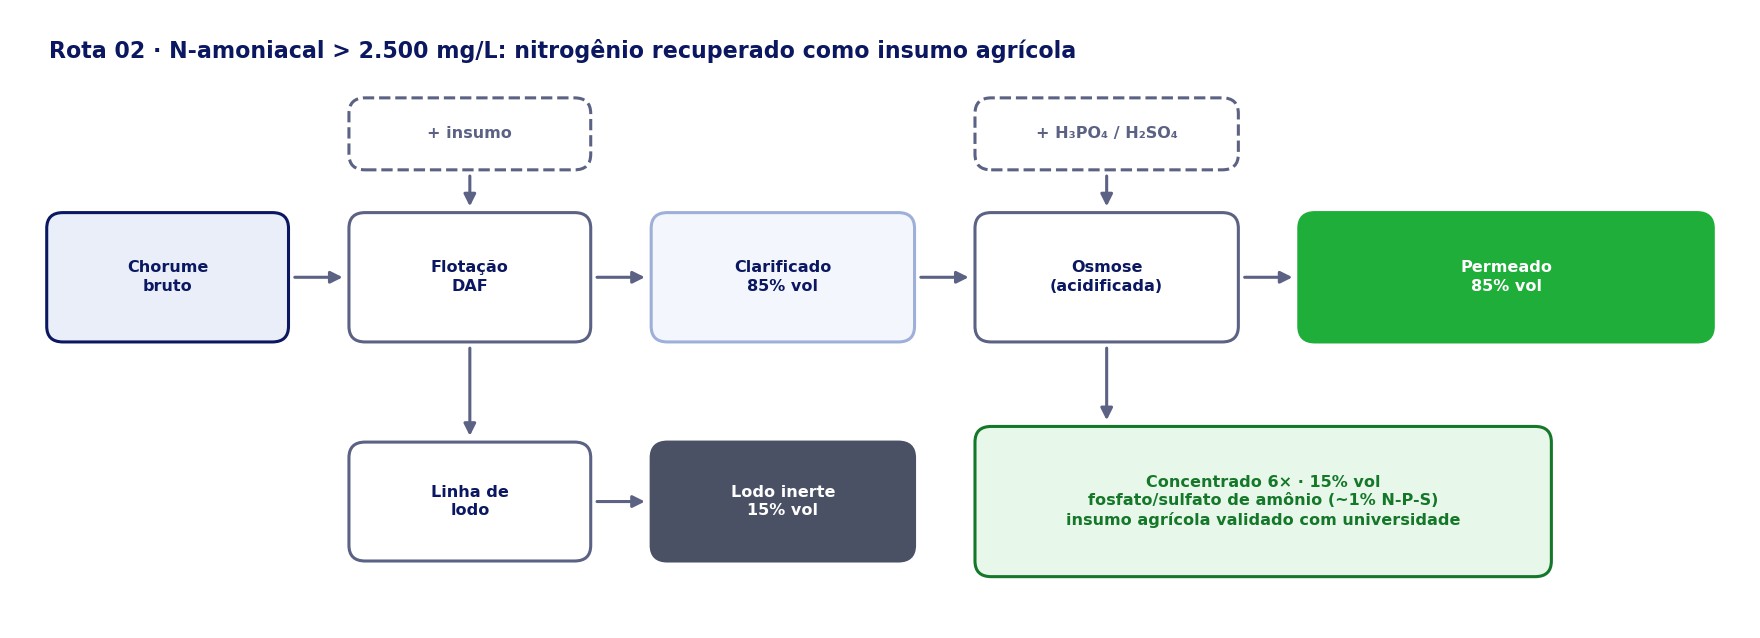 Rota 02 · N-amoniacal > 2.500 mg/L: nitrogênio recuperado como insumo agrícola
+ insumo
+ H₃PO₄ / H₂SO₄
Chorume
bruto
Flotação
DAF
Clarificado
85% vol
Osmose
(acidificada)
Permeado
85% vol
Linha de
lodo
Lodo inerte
15% vol
Concentrado 6× · 15% vol
fosfato/sulfato de amônio (~1% N-P-S)
insumo agrícola validado com universidade